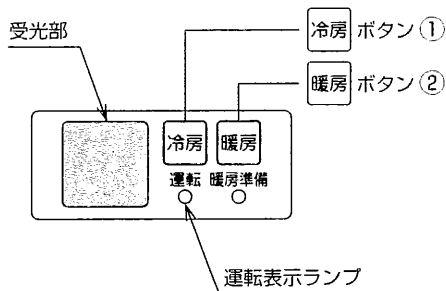 受光部
冷房 ボタン ①
暖房 ボタン ②
冷房 暖房
運転 暖房準備
運転表示ランプ